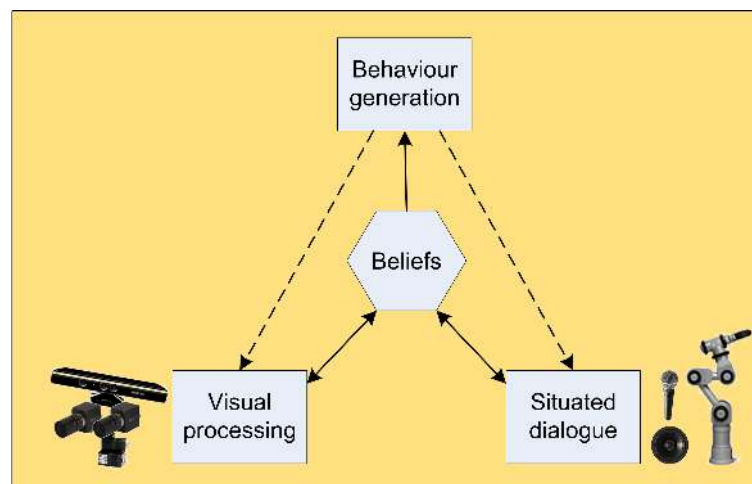 Behaviour
generation
Beliefs
Visual
processing
Situated
dialogue